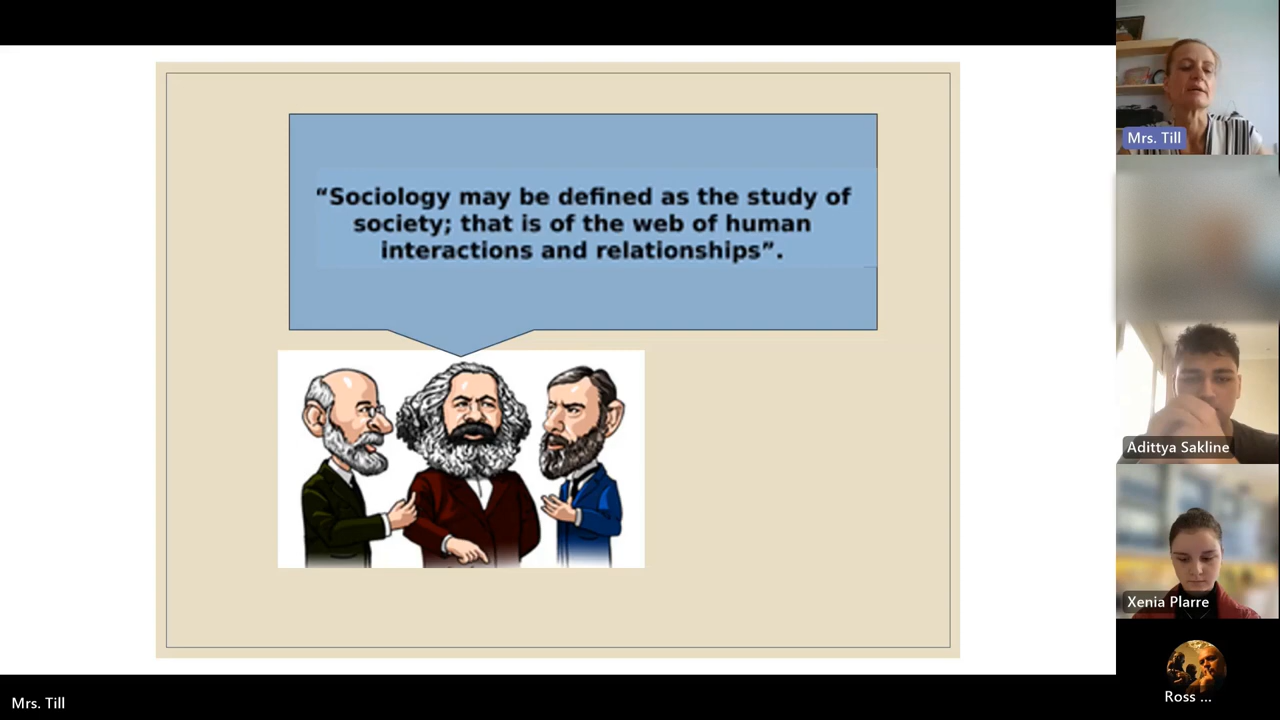 “Sociology may be defined as the study of
society; that is of the web of human
interactions and relationships”.
Mrs. Till
Adittya Sakline
Xenia Plarre
Ross ...
Mrs. Till